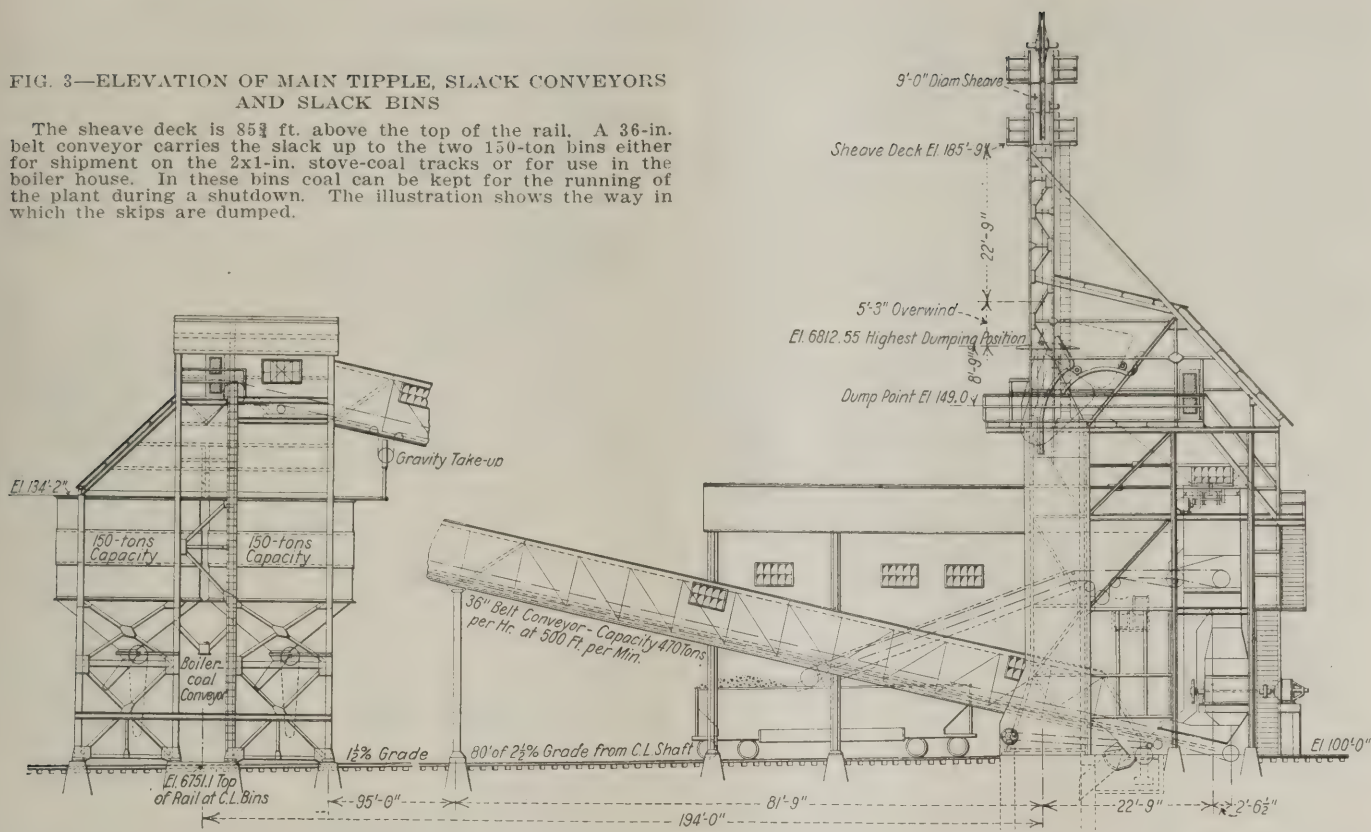 FIG. 3—ELEVATION OF MAIN TIPPLE, SLACK CONVEYORS
AND SLACK BINS
The sheave deck is 85¾ ft. above the top of the rail. A 36-in.
belt conveyor carries the slack up to the two 150-ton bins either
for shipment on the 2x1-in. stove-coal tracks or for use in the
boiler house. In these bins coal can be kept for the running of
the plant during a shutdown. The illustration shows the way in
which the skips are dumped.
9'-0" Diam Sheave
Sheave Deck El. 185'-9"
22'-9"
5'-3" Overwind
El. 6812.55 Highest Dumping Position
8'-9"
Dump Point El 149.0
Gravity Take-up
El. 134'-2"
150-tons
Capacity
150-tons
Capacity
36" Belt Conveyor - Capacity 470 Tons
per Hr. at 500 Ft. per Min.
Boiler-
coal
Conveyor
1½% Grade
80' of 2½% Grade from C.L. Shaft
El. 100'-0"
El. 6751.1 Top
of Rail at C.L. Bins
95'-0"
81'-9"
22'-9"
2'-6½"
194'-0"